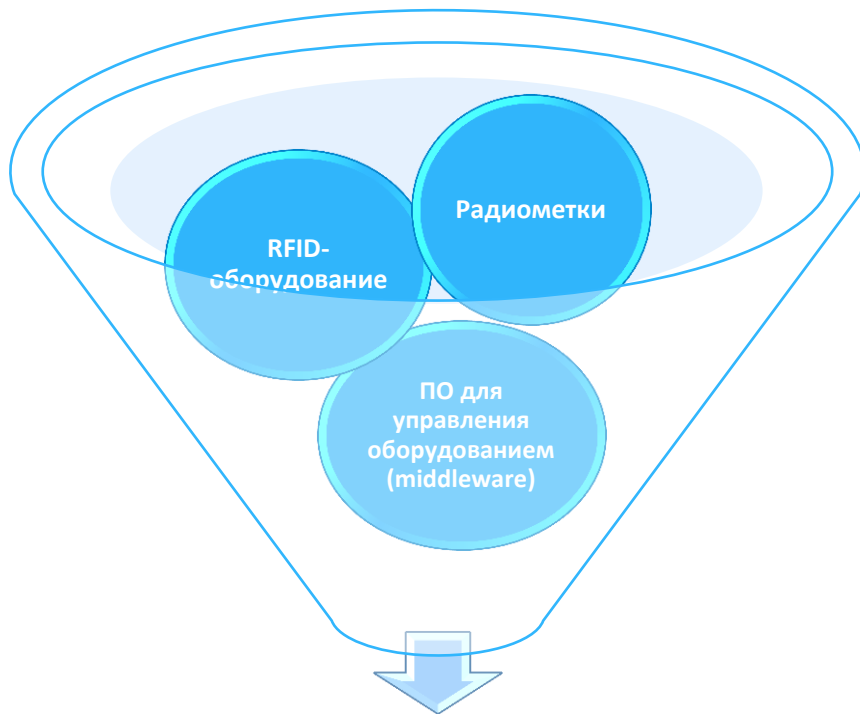 Радиометки
RFID-
оборудование
ПО для
управления
оборудованием
(middleware)